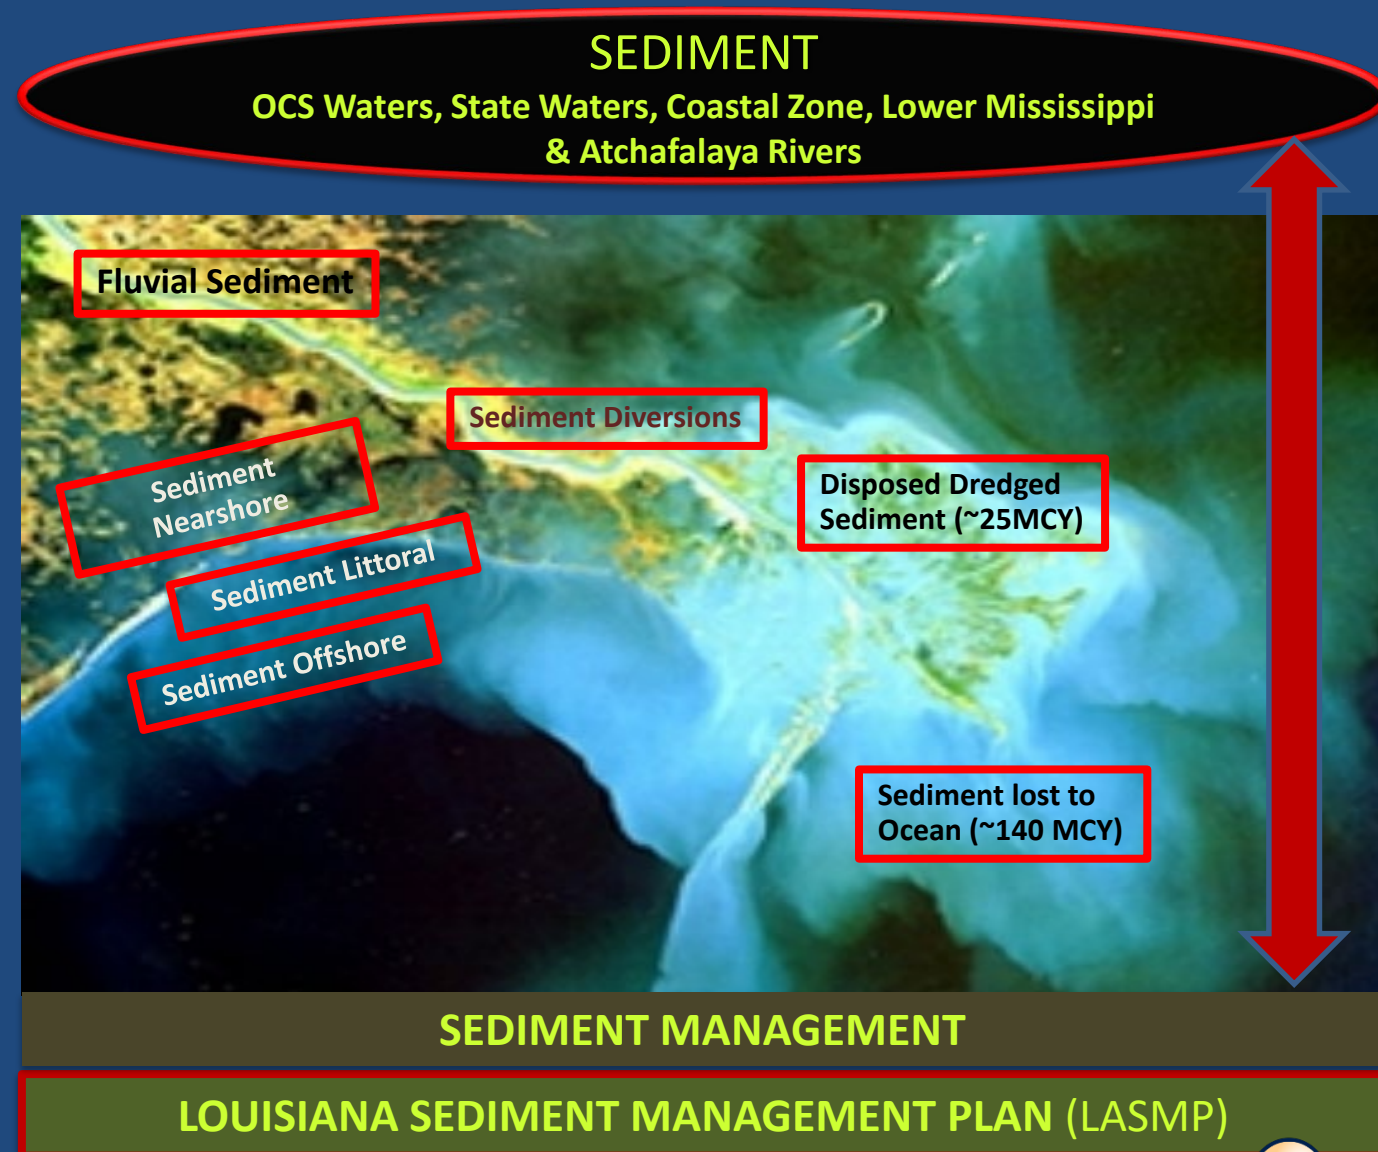 SEDIMENT
OCS Waters, State Waters, Coastal Zone, Lower Mississippi
& Atchafalaya Rivers
Fluvial Sediment
Sediment Diversions
Sediment
Nearshore
Disposed Dredged
Sediment (~25MCY)
Sediment Littoral
Sediment Offshore
Sediment lost to
Ocean (~140 MCY)
SEDIMENT MANAGEMENT
LOUISIANA SEDIMENT MANAGEMENT PLAN (LASMP)